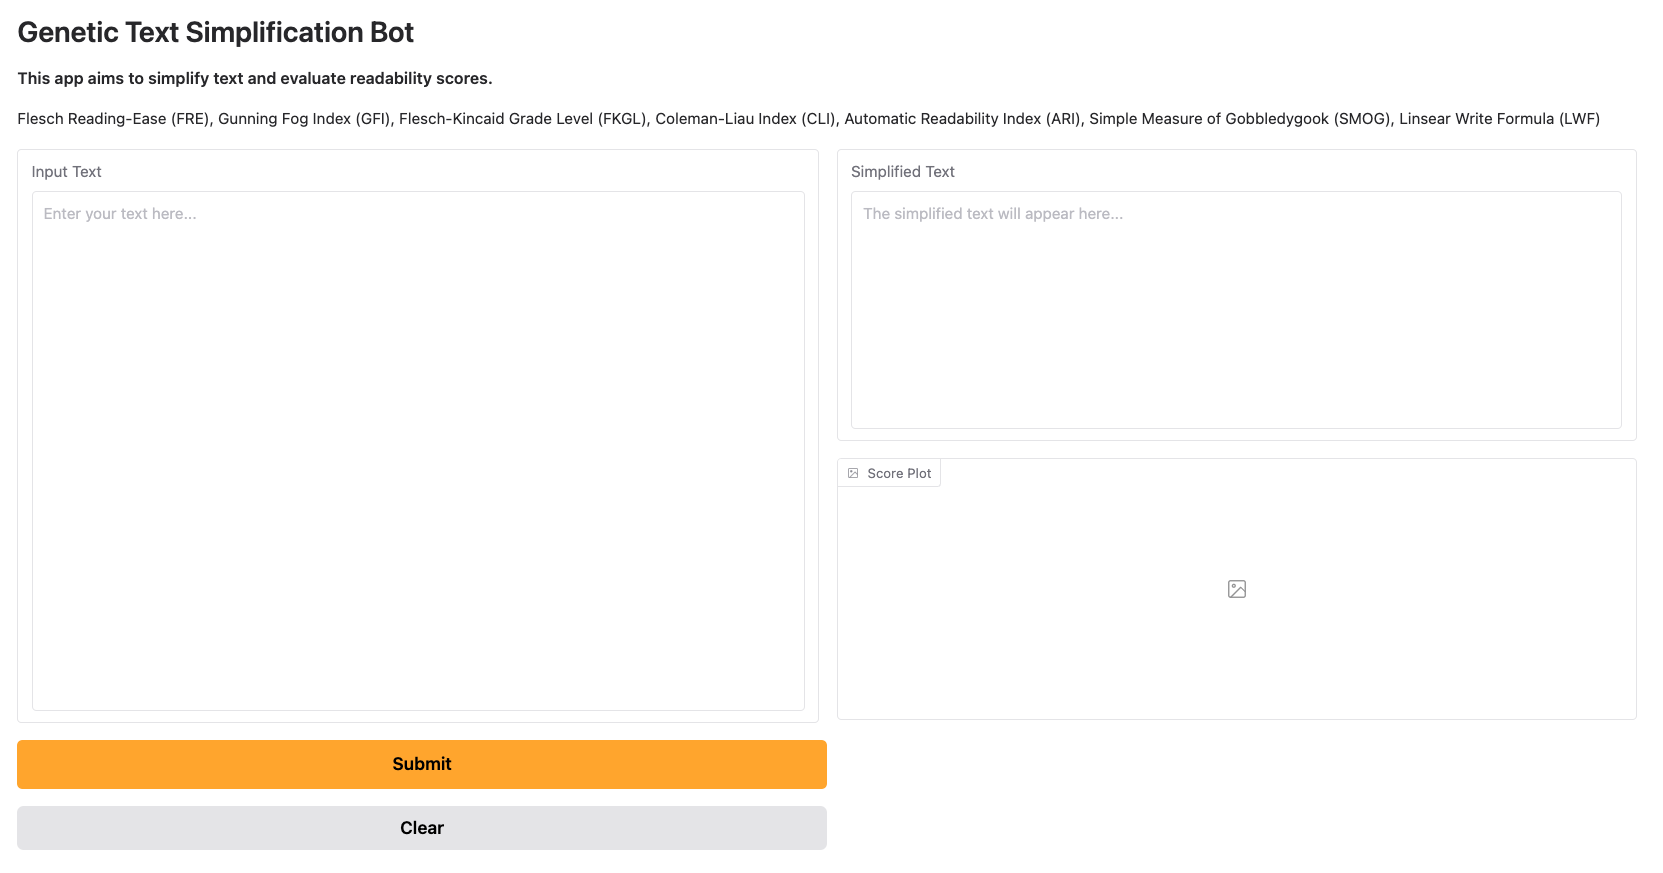 Genetic Text Simplification Bot
This app aims to simplify text and evaluate readability scores.
Flesch Reading-Ease (FRE), Gunning Fog Index (GFI), Flesch-Kincaid Grade Level (FKGL), Coleman-Liau Index (CLI), Automatic Readability Index (ARI), Simple Measure of Gobbledygook (SMOG), Linsear Write Formula (LWF)
Input Text
Enter your text here...
Simplified Text
The simplified text will appear here...
Score Plot
Submit
Clear